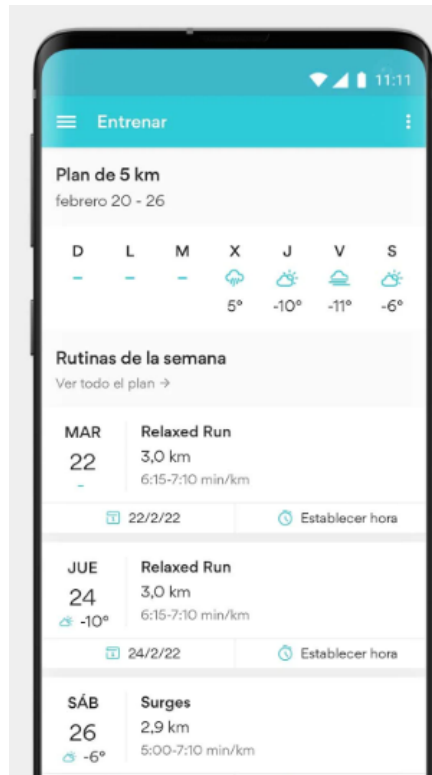 11:11
Entrenar
Plan de 5 km
febrero 20 - 26
D L M X J V S
- - - 5° -10° -11° -6°
Rutinas de la semana
Ver todo el plan →
MAR
22
-
Relaxed Run
3,0 km
6:15-7:10 min/km
22/2/22 Establecer hora
JUE
24
-10°
Relaxed Run
3,0 km
6:15-7:10 min/km
24/2/22 Establecer hora
SÁB
26
-6°
Surges
2,9 km
5:00-7:10 min/km